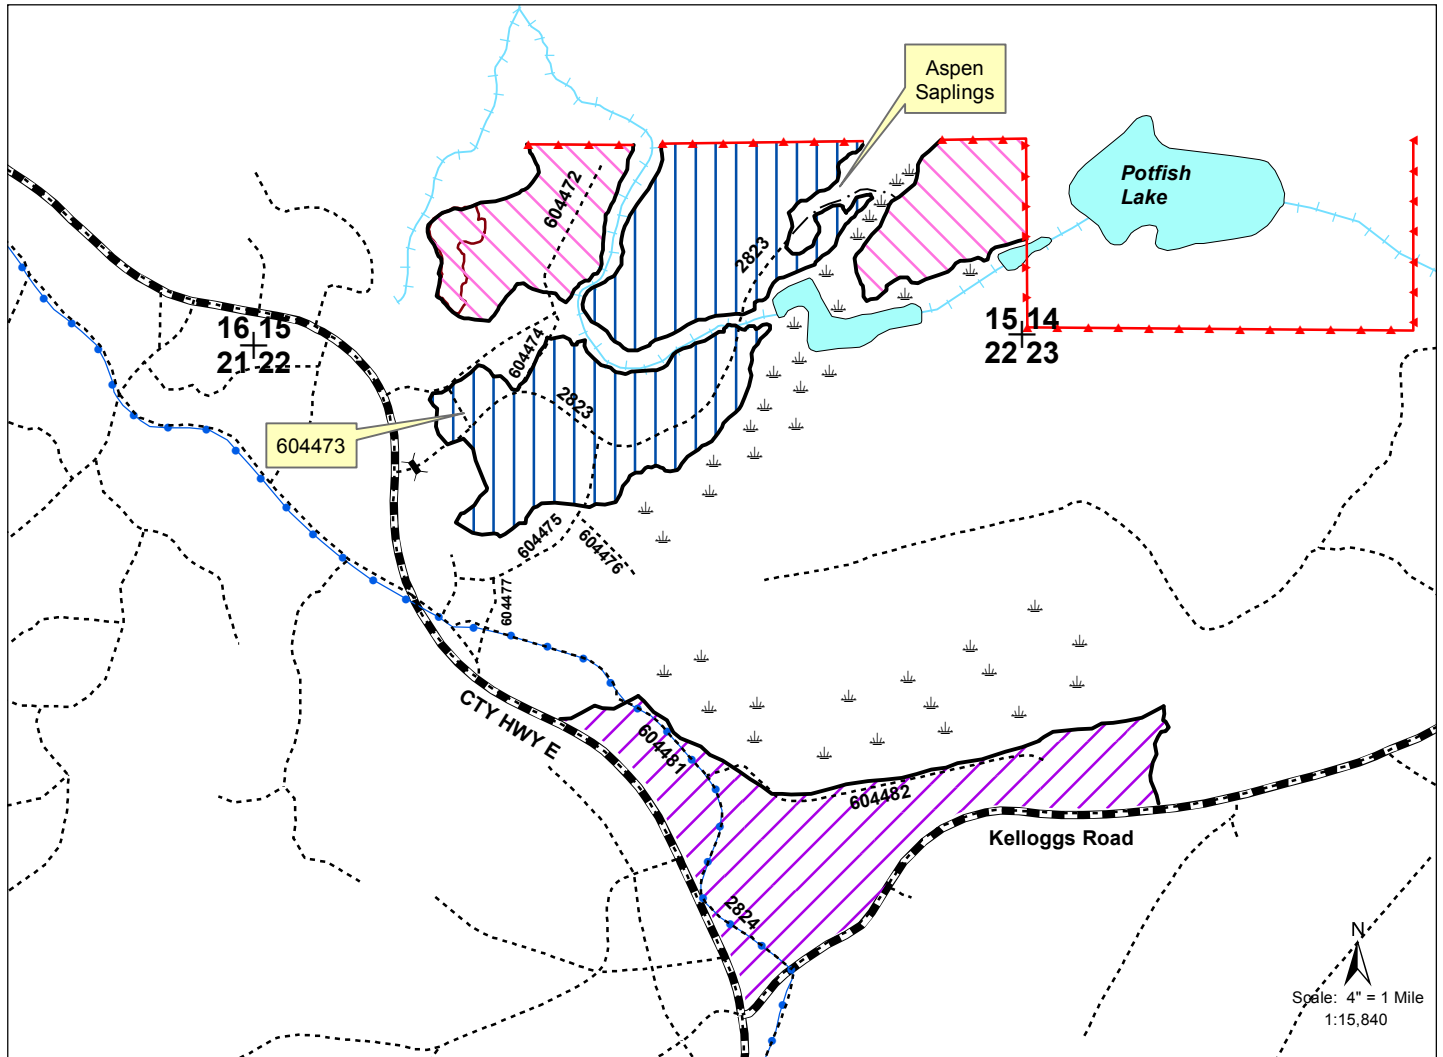 Aspen
Saplings
Potfish
Lake
604472
2823
16 15
21 22
15 14
22 23
604474
2823
604473
604475
604476
604477
CTY HWY E
604481
604482
Kelloggs Road
2824
N
Scale: 4" = 1 Mile
1:15,840